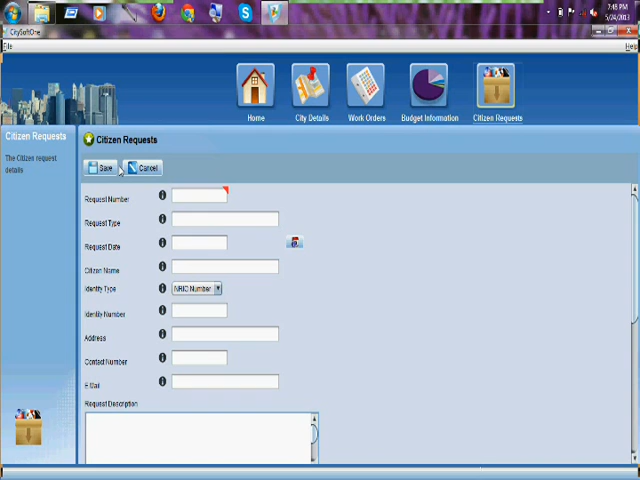 7:48 PM
5/24/2013
CitySoftOne
File
Help
Home
City Details
Work Orders
Budget Information
Citizen Requests
Citizen Requests
The Citizen request
details
Citizen Requests
Save
Cancel
Request Number
Request Type
Request Date
Citizen Name
Identity Type
NRIC Number
Identity Number
Address
Contact Number
E.Mail
Request Description